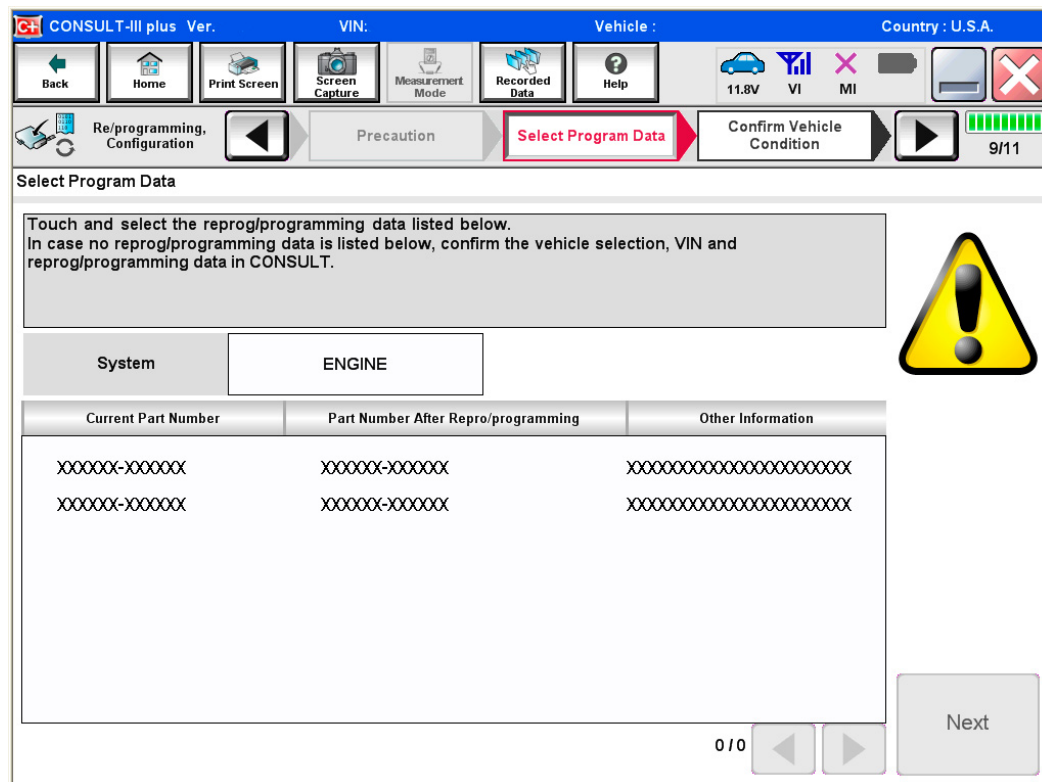 C+ CONSULT-III plus Ver. VIN: Vehicle : Country : U.S.A.
Back Home Print Screen Screen Capture Measurement Mode Recorded Data Help 11.8V VI MI
Re/programming, Configuration Precaution Select Program Data Confirm Vehicle Condition 9/11
Select Program Data
Touch and select the reprog/programming data listed below.
In case no reprog/programming data is listed below, confirm the vehicle selection, VIN and
reprog/programming data in CONSULT.
System ENGINE
Current Part Number Part Number After Repro/programming Other Information
XXXXXX-XXXXXX XXXXXX-XXXXXX XXXXXXXXXXXXXXXXXXXXXX
XXXXXX-XXXXXX XXXXXX-XXXXXX XXXXXXXXXXXXXXXXXXXXXX
Next
0/0